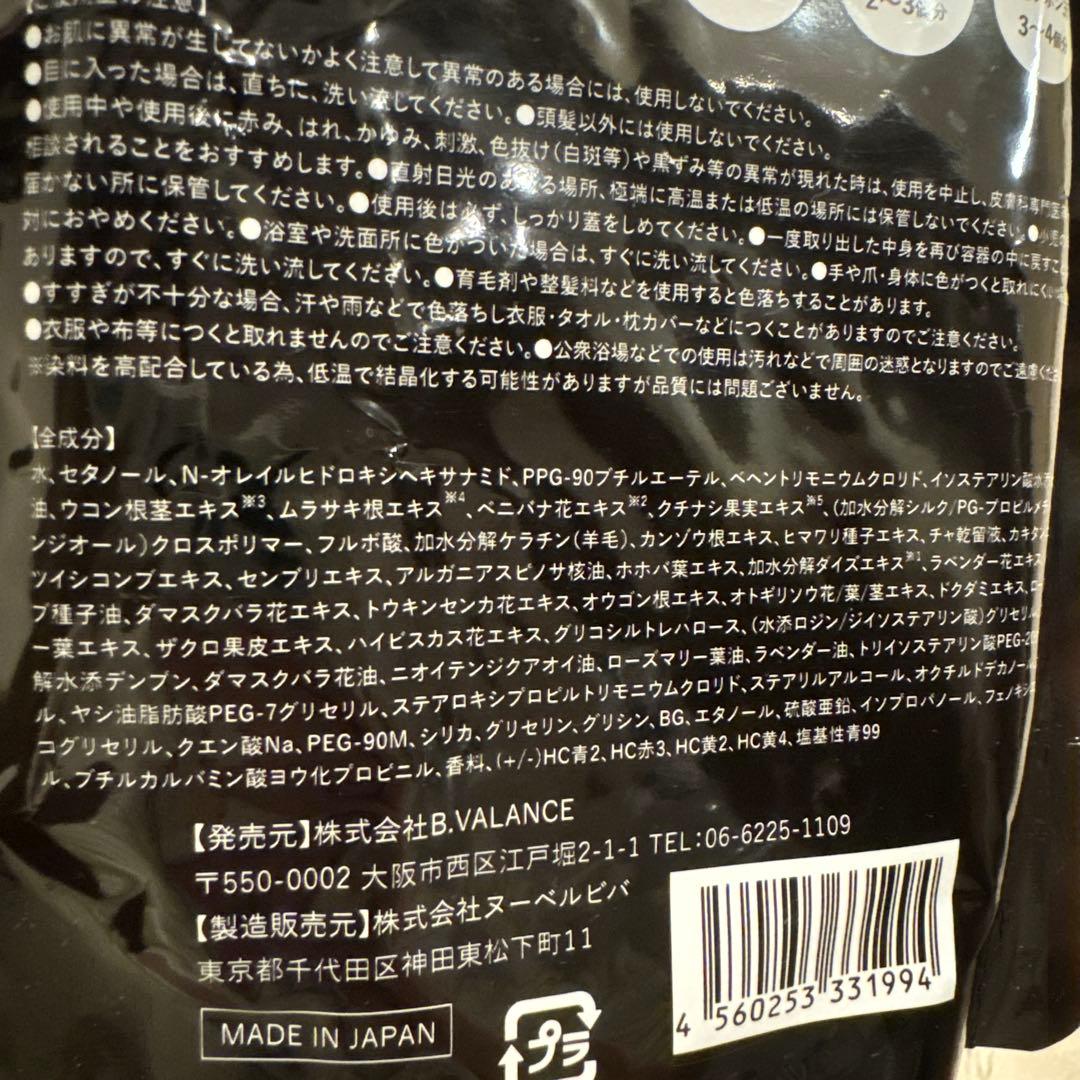 2～3個分
3～4個分
【ご使用上の注意】
●お肌に異常が生じてないかよく注意して異常のある場合には、使用しないでください。
●目に入った場合は、直ちに、洗い流してください。●頭髪以外には使用しないでください。
●使用中や使用後に赤み、はれ、かゆみ、刺激、色抜け(白斑等)や黒ずみ等の異常が現れた時は、使用を中止し、皮膚科専門医
相談されることをおすすめします。●直射日光のあたる場所、極端に高温または低温の場所には保管しないでください。●小児の
届かない所に保管してください。●使用後は必ず、しっかり蓋をしめてください。●一度取り出した中身を再び容器の中に戻すこ
対におやめください。●浴室や洗面所に色がついた場合は、すぐに洗い流してください。●手や爪・身体に色がつくと取れにくい
ありますので、すぐに洗い流してください。●育毛剤や整髪料などを使用すると色落ちすることがあります。
●すすぎが不十分な場合、汗や雨などで色落ちし衣服・タオル・枕カバーなどにつくことがありますのでご注意ください。
●衣服や布等につくと取れませんのでご注意ください。●公衆浴場などでの使用は汚れなどで周囲の迷惑となりますのでご遠慮くだ
※染料を高配合している為、低温で結晶化する可能性がありますが品質には問題ございません。
【全成分】
水、セタノール、N-オレイルヒドロキシヘキサナミド、PPG-90ブチルエーテル、ベヘントリモニウムクロリド、イソステアリン酸水添
油、ウコン根茎エキス※3、ムラサキ根エキス※4、ベニバナ花エキス※2、クチナシ果実エキス※5、(加水分解シルク/PG-プロピルメチ
ンジオール)クロスポリマー、フルボ酸、加水分解ケラチン(羊毛)、カンゾウ根エキス、ヒマワリ種子エキス、チャ乾留液、カキタン
ツイシコンブエキス、センブリエキス、アルガニアスピノサ核油、ホホバ葉エキス、加水分解ダイズエキス※1、ラベンダー花エキス
ブ種子油、ダマスクバラ花エキス、トウキンセンカ花エキス、オウゴン根エキス、オトギリソウ花/葉/茎エキス、ドクダミエキス、ロー
ー葉エキス、ザクロ果皮エキス、ハイビスカス花エキス、グリコシルトレハロース、(水添ロジン/ジイソステアリン酸)グリセリル
解水添デンプン、ダマスクバラ花油、ニオイテンジクアオイ油、ローズマリー葉油、ラベンダー油、トリイソステアリン酸PEG-20
ル、ヤシ油脂肪酸PEG-7グリセリル、ステアロキシプロピルトリモニウムクロリド、ステアリルアルコール、オクチルドデカノール
コグリセリル、クエン酸Na、PEG-90M、シリカ、グリセリン、グリシン、BG、エタノール、硫酸亜鉛、イソプロパノール、フェノキシ
ル、ブチルカルバミン酸ヨウ化プロピニル、香料、(+/-)HC青2、HC赤3、HC黄2、HC黄4、塩基性青99
【発売元】株式会社B.VALANCE
〒550-0002 大阪市西区江戸堀2-1-1 TEL:06-6225-1109
【製造販売元】株式会社ヌーベルビバ
東京都千代田区神田東松下町11
MADE IN JAPAN
プラ
4 560253 331994